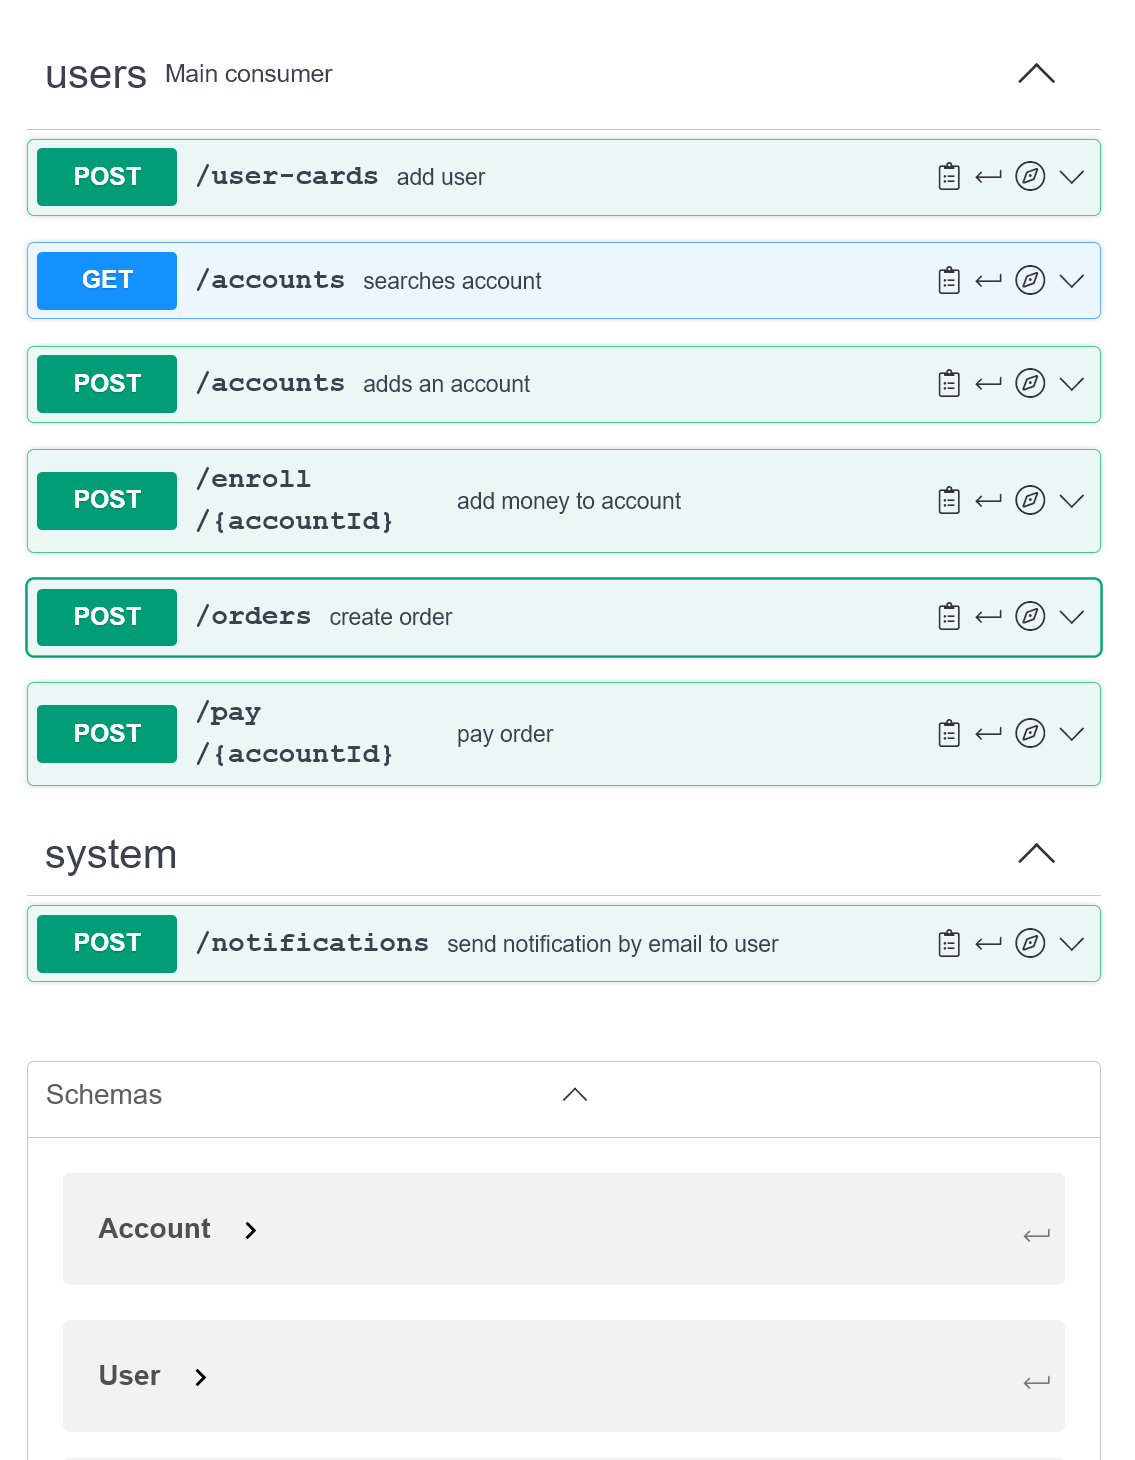 users Main consumer
POST /user-cards add user
GET /accounts searches account
POST /accounts adds an account
POST /enroll
/{accountId} add money to account
POST /orders create order
POST /pay
/{accountId} pay order
system
POST /notifications send notification by email to user
Schemas
Account
User